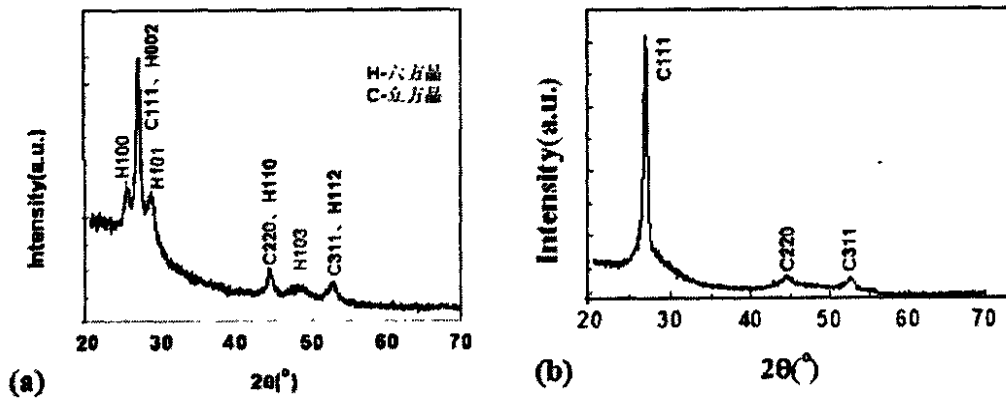 Intensity(a.u.)
H100
C111、H002
H101
C220、H110
H103
C311、H112
H-六方晶
C-立方晶
20 30 40 50 60 70
2θ(°)
(a)
Intensity(a.u.)
C111
C220
C311
20 30 40 50 60 70
2θ(°)
(b)